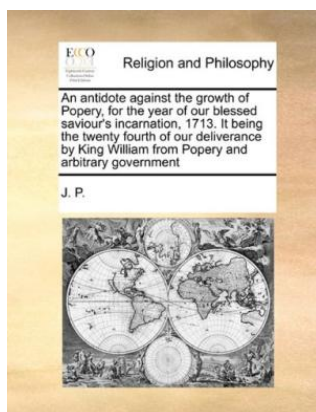 ECCO
Religion and Philosophy
An antidote against the growth of
Popery, for the year of our blessed
saviour's incarnation, 1713. It being
the twenty fourth of our deliverance
by King William from Popery and
arbitrary government
J. P.